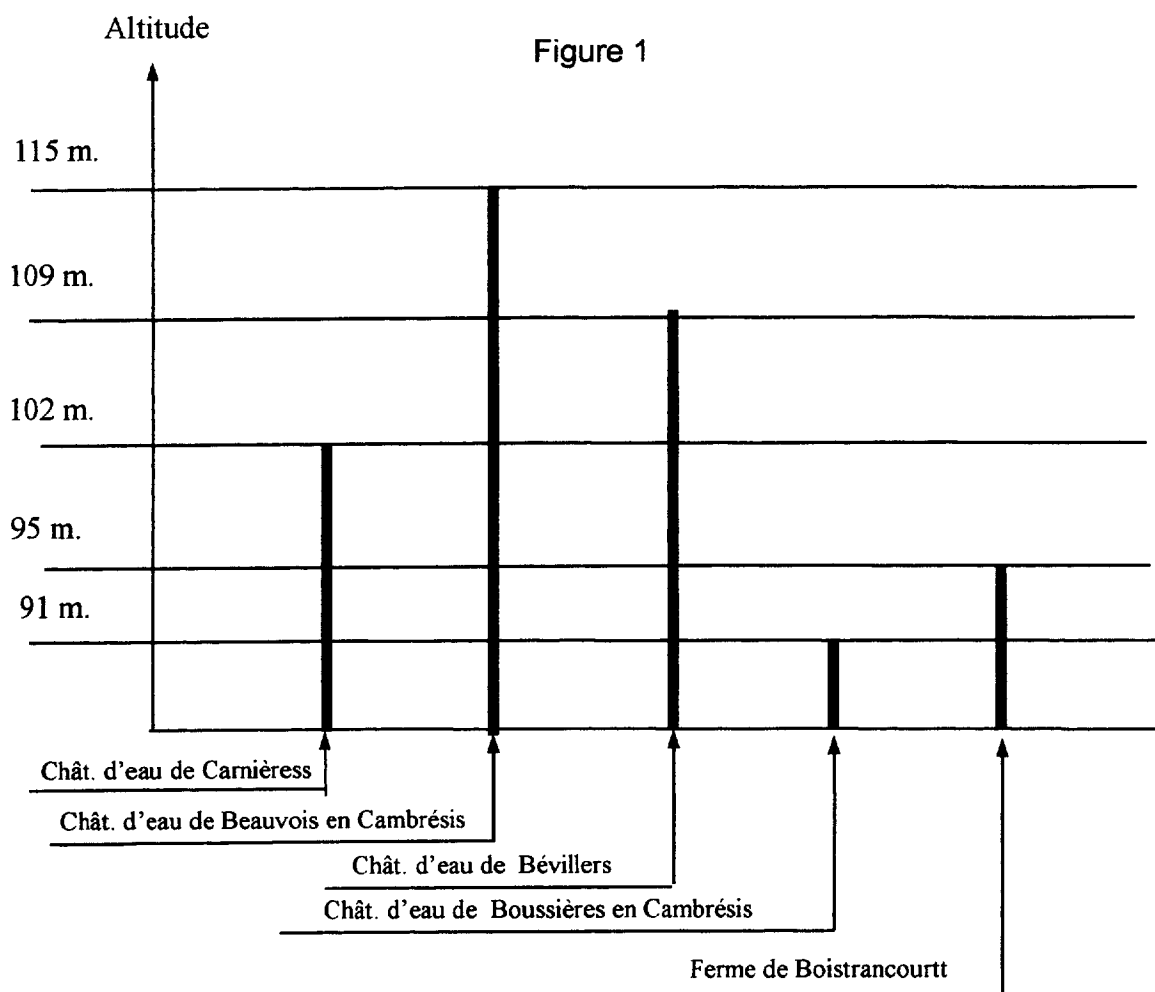 Altitude
Figure 1
115 m.
109 m.
102 m.
95 m.
91 m.
Chât. d'eau de Carnièress
Chât. d'eau de Beauvois en Cambrésis
Chât. d'eau de Bévillers
Chât. d'eau de Boussières en Cambrésis
Ferme de Boistrancourtt